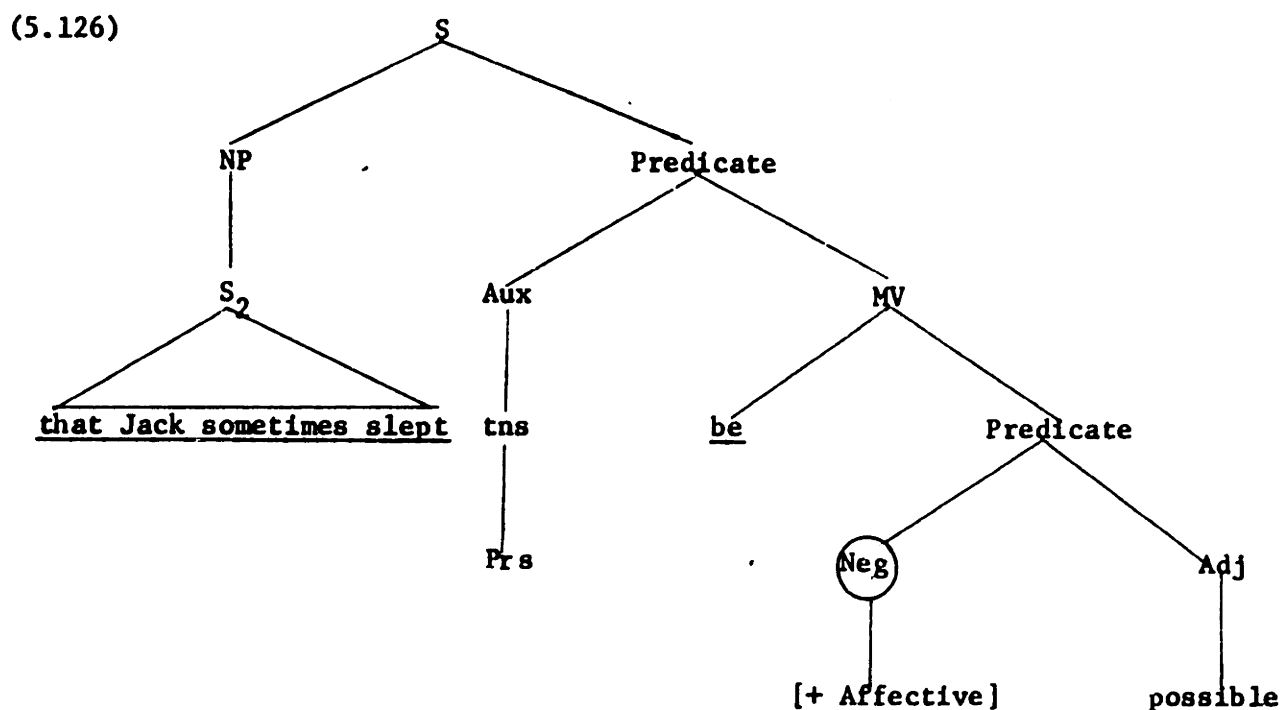 (5.126)
S
NP Predicate
S2 Aux MV
that Jack sometimes slept tns be Predicate
Prs Neg Adj
[+ Affective] possible